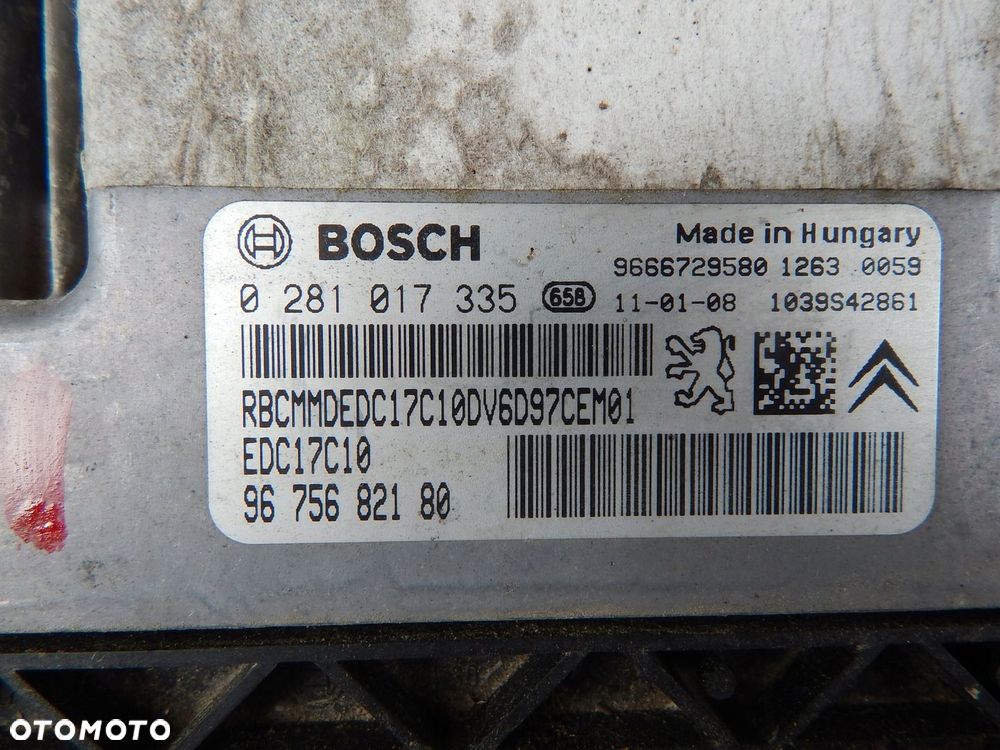 BOSCH
Made in Hungary
9666729580 1263 0059
0 281 017 335 658 11-01-08 1039S42861
RBCMMDEDC17C10DV6D97CEM01
EDC17C10
96 756 821 80
OTOMOTO